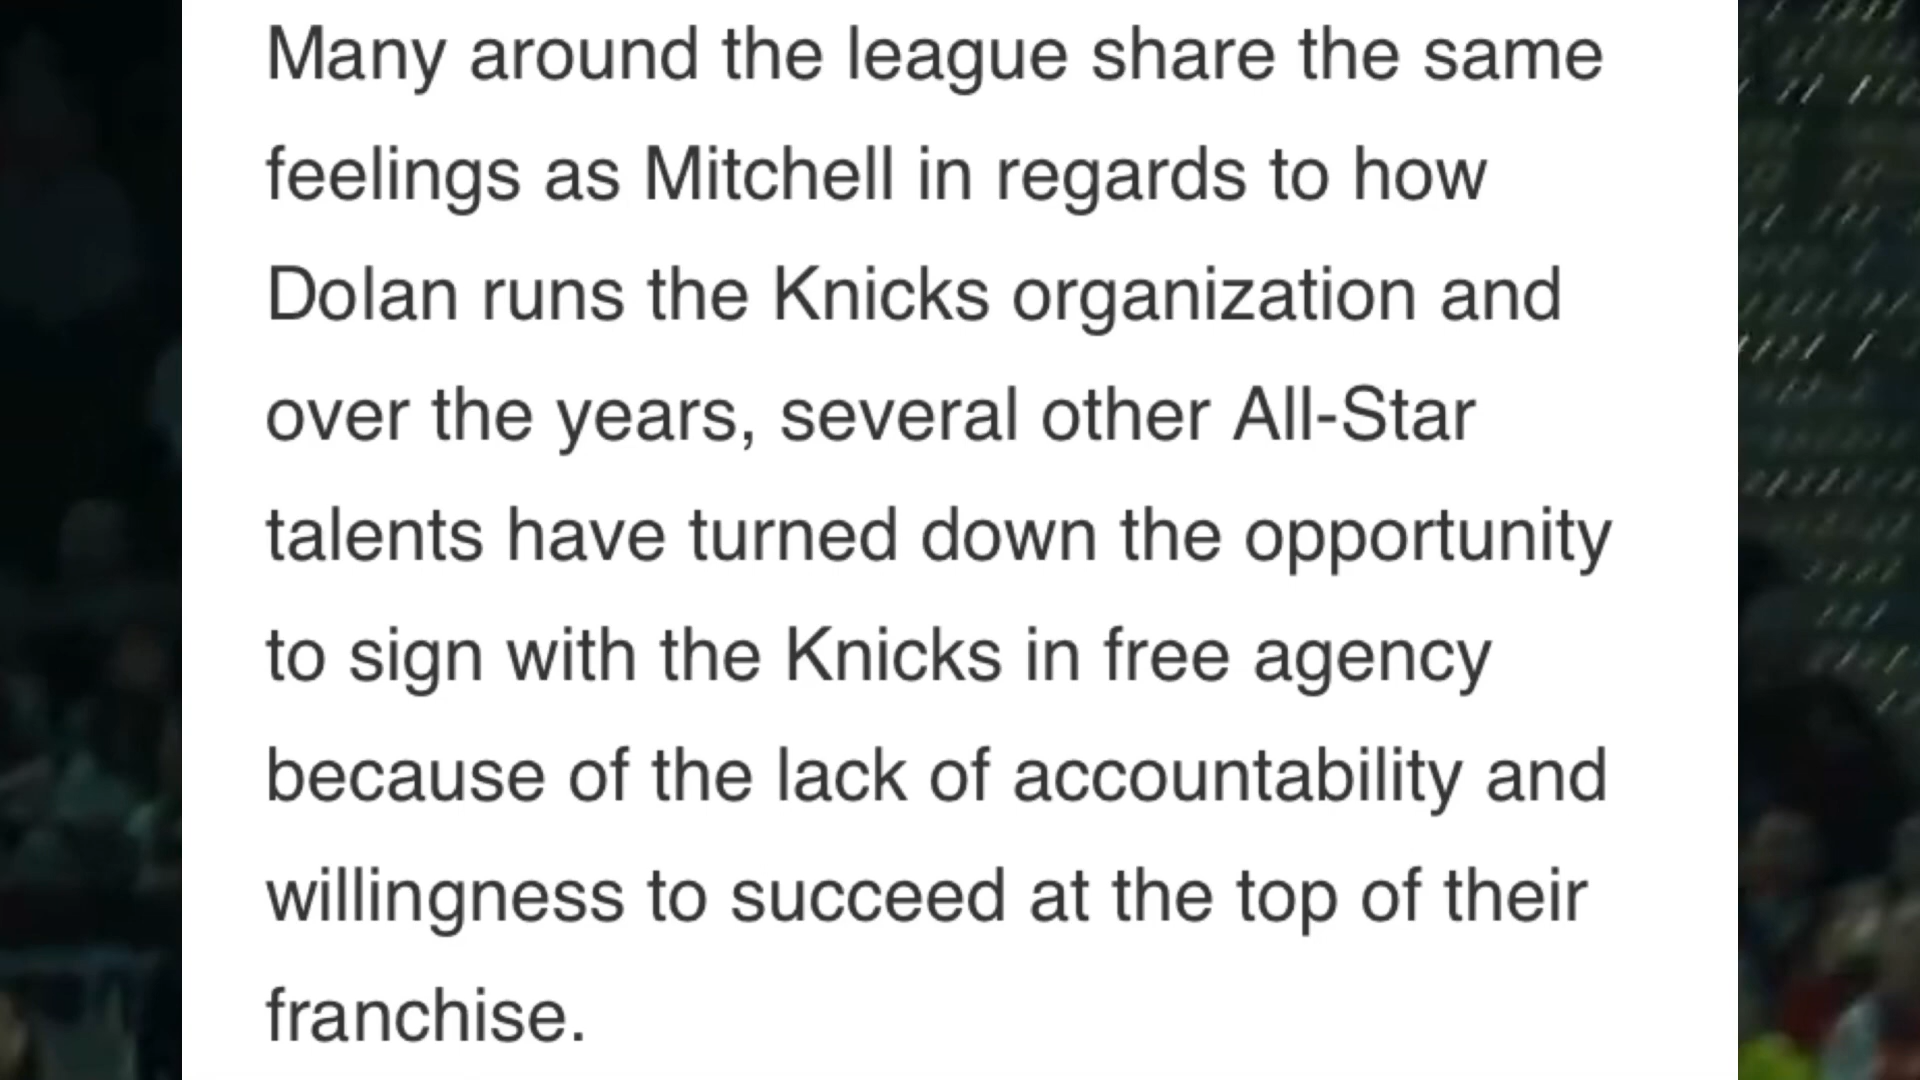 Many around the league share the same
feelings as Mitchell in regards to how
Dolan runs the Knicks organization and
over the years, several other All-Star
talents have turned down the opportunity
to sign with the Knicks in free agency
because of the lack of accountability and
willingness to succeed at the top of their
franchise.